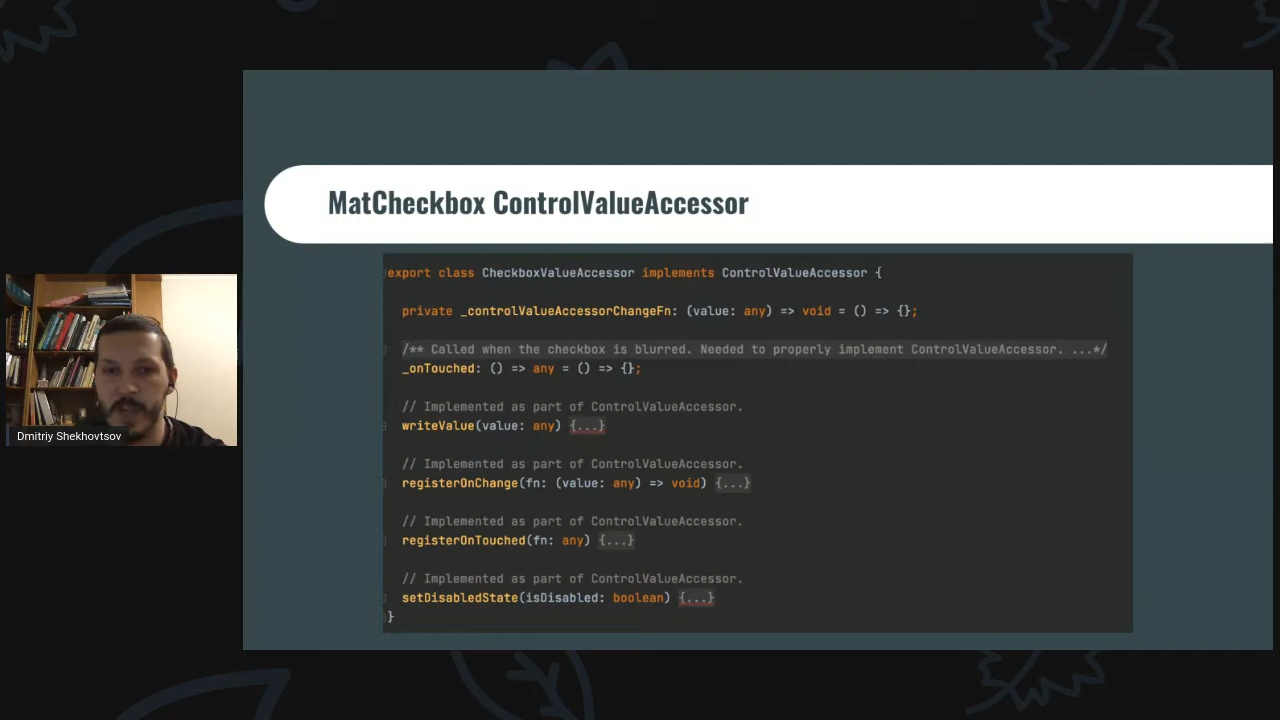 MatCheckbox ControlValueAccessor
export class CheckboxValueAccessor implements ControlValueAccessor {
private _controlValueAccessorChangeFn: (value: any) => void = () => {};
/** Called when the checkbox is blurred. Needed to properly implement ControlValueAccessor. ...*/
_onTouched: () => any = () => {};
// Implemented as part of ControlValueAccessor.
writeValue(value: any) {...}
// Implemented as part of ControlValueAccessor.
registerOnChange(fn: (value: any) => void) {...}
// Implemented as part of ControlValueAccessor.
registerOnTouched(fn: any) {...}
// Implemented as part of ControlValueAccessor.
setDisabledState(isDisabled: boolean) {...}
}
Dmitriy Shekhovtsov